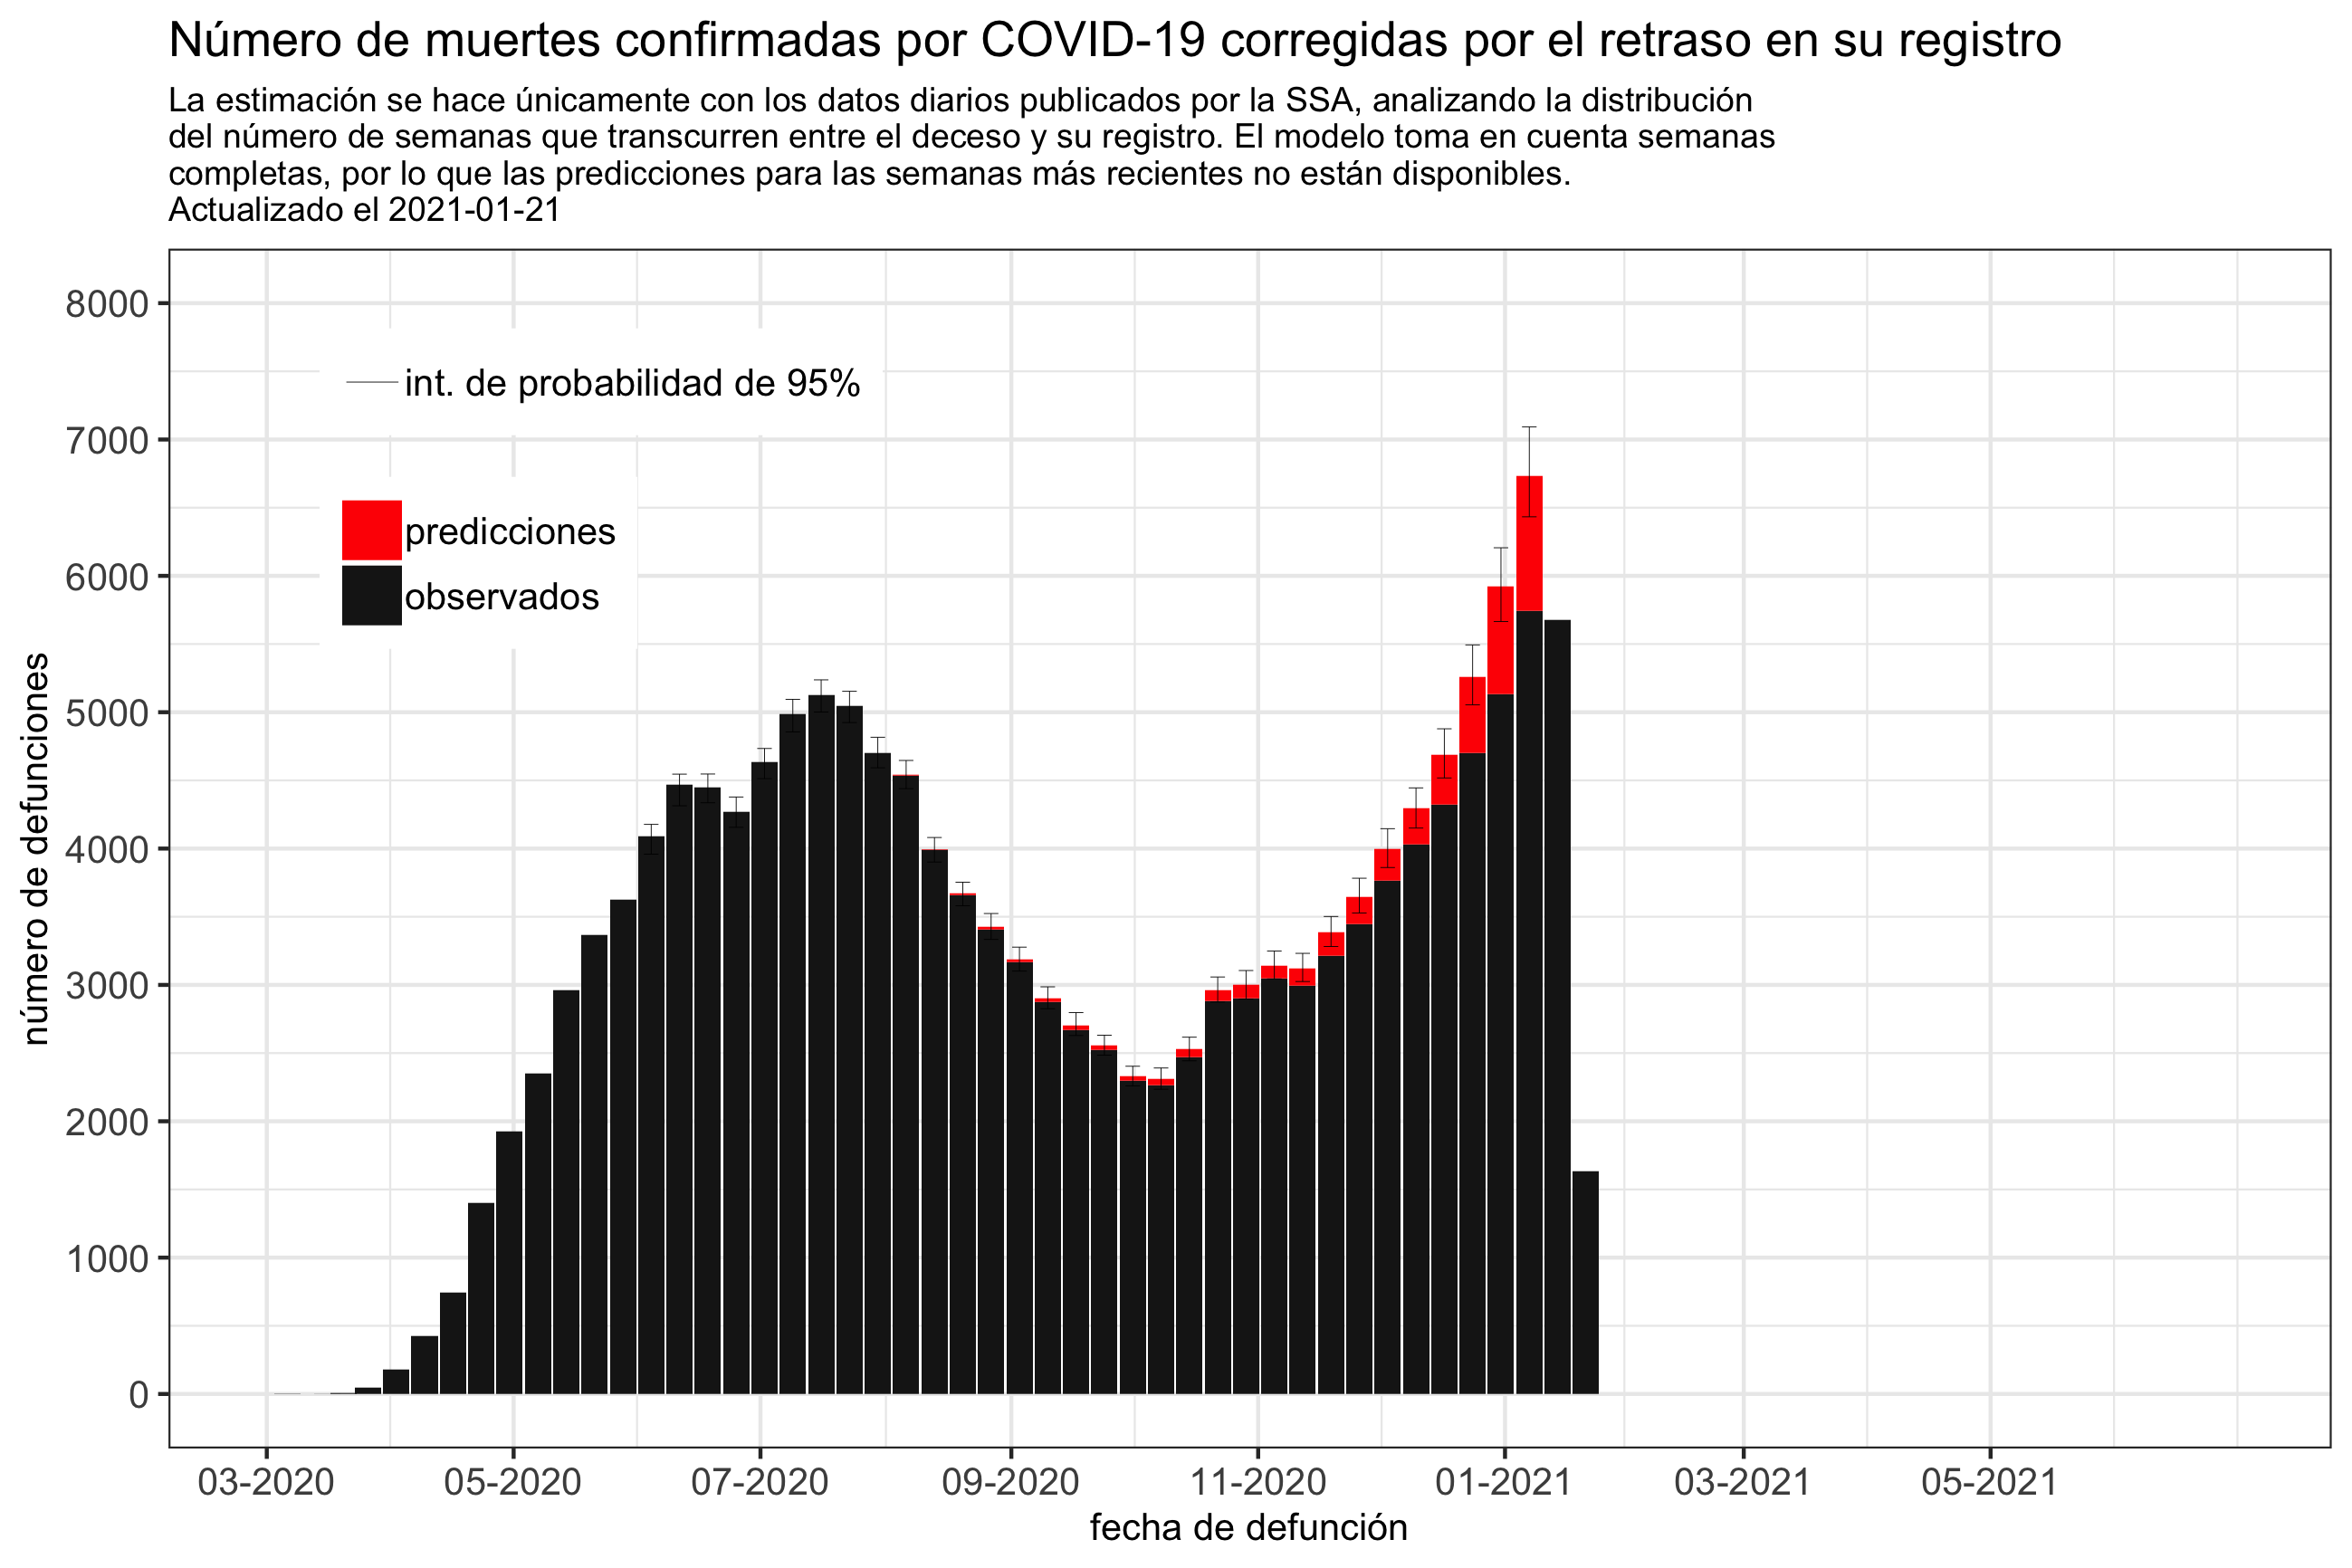 Número de muertes confirmadas por COVID-19 corregidas por el retraso en su registro
La estimación se hace únicamente con los datos diarios publicados por la SSA, analizando la distribución
del número de semanas que transcurren entre el deceso y su registro. El modelo toma en cuenta semanas
completas, por lo que las predicciones para las semanas más recientes no están disponibles.
Actualizado el 2021-01-21
8000
7000
6000
5000
4000
3000
2000
1000
0
número de defunciones
int. de probabilidad de 95%
predicciones
observados
03-2020 05-2020 07-2020 09-2020 11-2020 01-2021 03-2021 05-2021
fecha de defunción